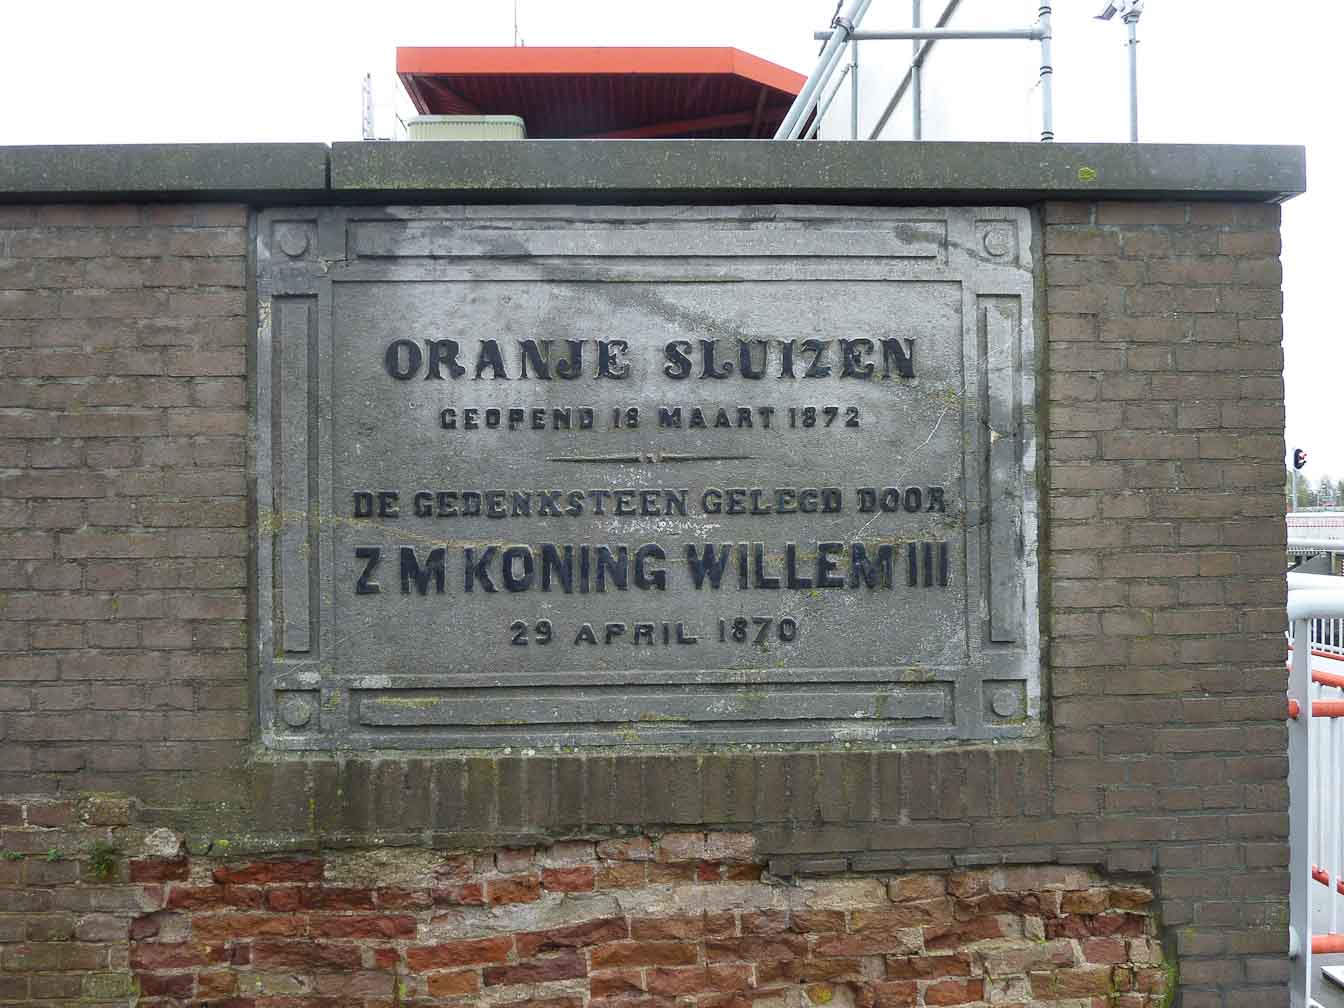 ORANJE SLUIZEN
GEOPEND 18 MAART 1872
DE GEDENKSTEEN GELEGD DOOR
Z M KONING WILLEM III
29 APRIL 1870